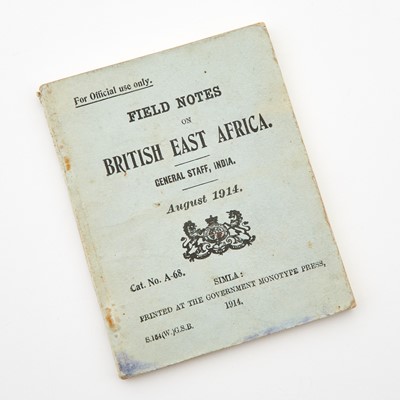 For Official use only.
FIELD NOTES
ON
BRITISH EAST AFRICA.
GENERAL STAFF, INDIA.
August 1914.
Cat. No. A-68.
SIMLA:
PRINTED AT THE GOVERNMENT MONOTYPE PRESS,
1914.
S.184(W.)G.S.B.